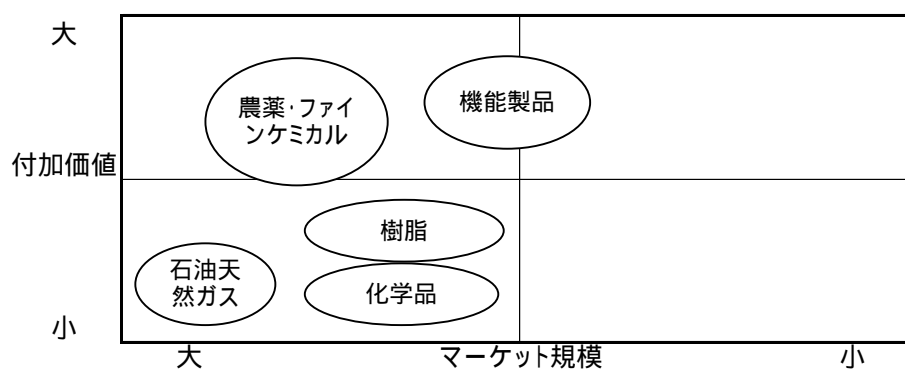 大
農薬・ファイ
ンケミカル
機能製品
付加価値
樹脂
石油天
然ガス
化学品
小
大
マーケット規模
小